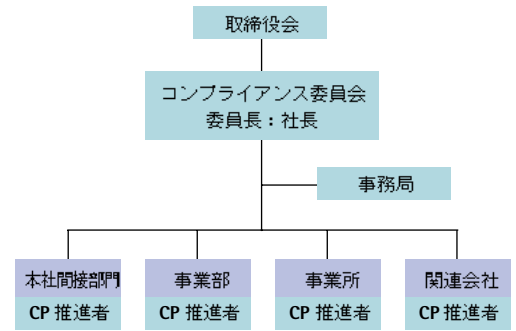 取締役会
コンプライアンス委員会
委員長：社長
事務局
本社間接部門
CP 推進者
事業部
CP 推進者
事業所
CP 推進者
関連会社
CP 推進者